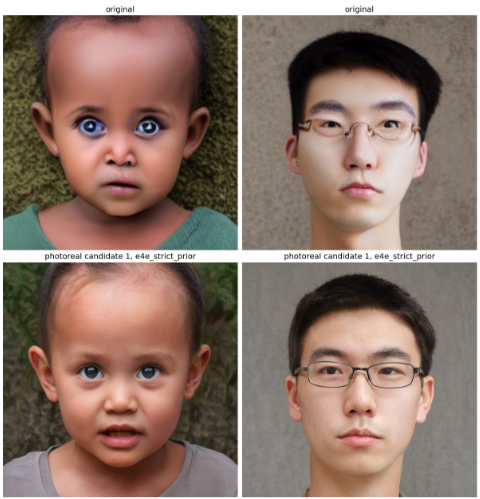 original
original
photoreal candidate 1, e4e_strict_prior
photoreal candidate 1, e4e_strict_prior